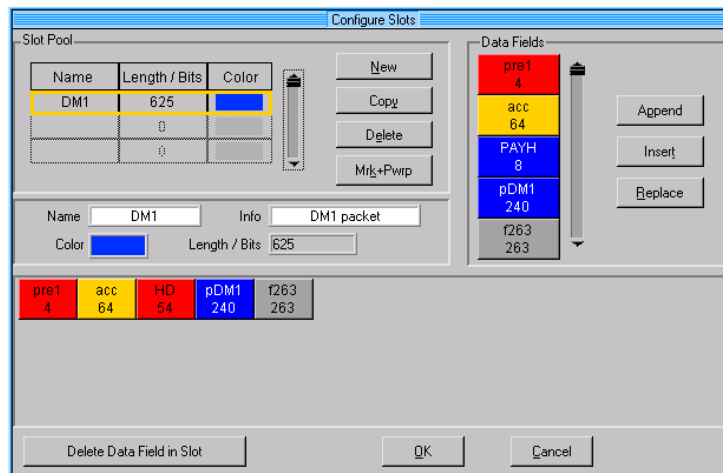 Configure Slots
Slot Pool
Name Length / Bits Color
DM1 625
0
0
New
Copy
Delete
Mrk+Pwrp
Data Fields
pre1
4
acc
64
PAYH
8
pDM1
240
f263
263
Append
Insert
Replace
Name DM1 Info DM1 packet
Color Length / Bits 625
pre1 acc HD pDM1 f263
4 64 54 240 263
Delete Data Field in Slot OK Cancel